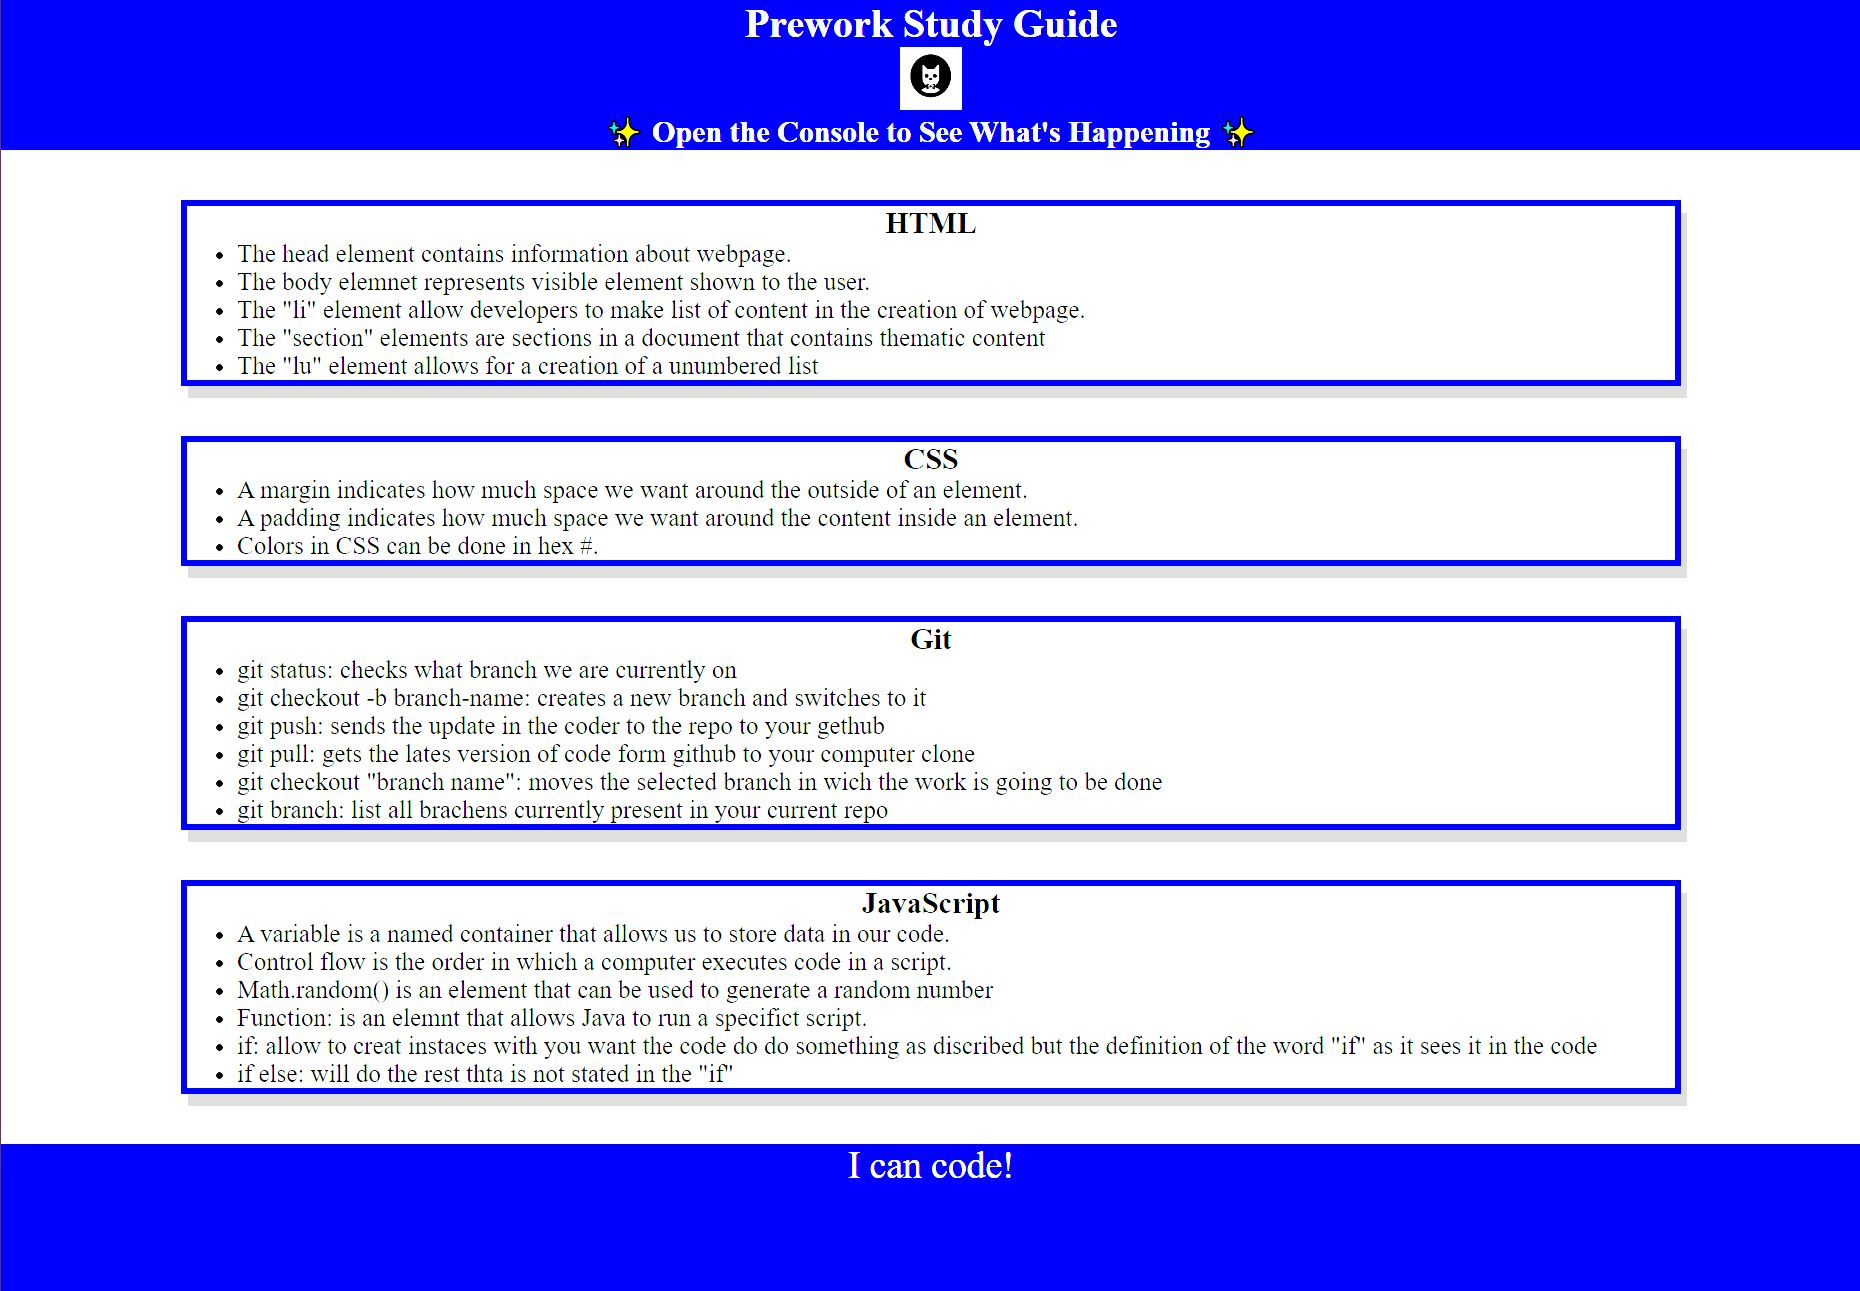 Prework Study Guide
✨ Open the Console to See What's Happening ✨
HTML
• The head element contains information about webpage.
• The body elemnet represents visible element shown to the user.
• The "li" element allow developers to make list of content in the creation of webpage.
• The "section" elements are sections in a document that contains thematic content
• The "lu" element allows for a creation of a unumbered list
CSS
• A margin indicates how much space we want around the outside of an element.
• A padding indicates how much space we want around the content inside an element.
• Colors in CSS can be done in hex #.
Git
• git status: checks what branch we are currently on
• git checkout -b branch-name: creates a new branch and switches to it
• git push: sends the update in the coder to the repo to your gethub
• git pull: gets the lates version of code form github to your computer clone
• git checkout "branch name": moves the selected branch in wich the work is going to be done
• git branch: list all brachens currently present in your current repo
JavaScript
• A variable is a named container that allows us to store data in our code.
• Control flow is the order in which a computer executes code in a script.
• Math.random() is an element that can be used to generate a random number
• Function: is an elemnt that allows Java to run a specifict script.
• if: allow to creat instaces with you want the code do do something as discribed but the definition of the word "if" as it sees it in the code
• if else: will do the rest thta is not stated in the "if"
I can code!